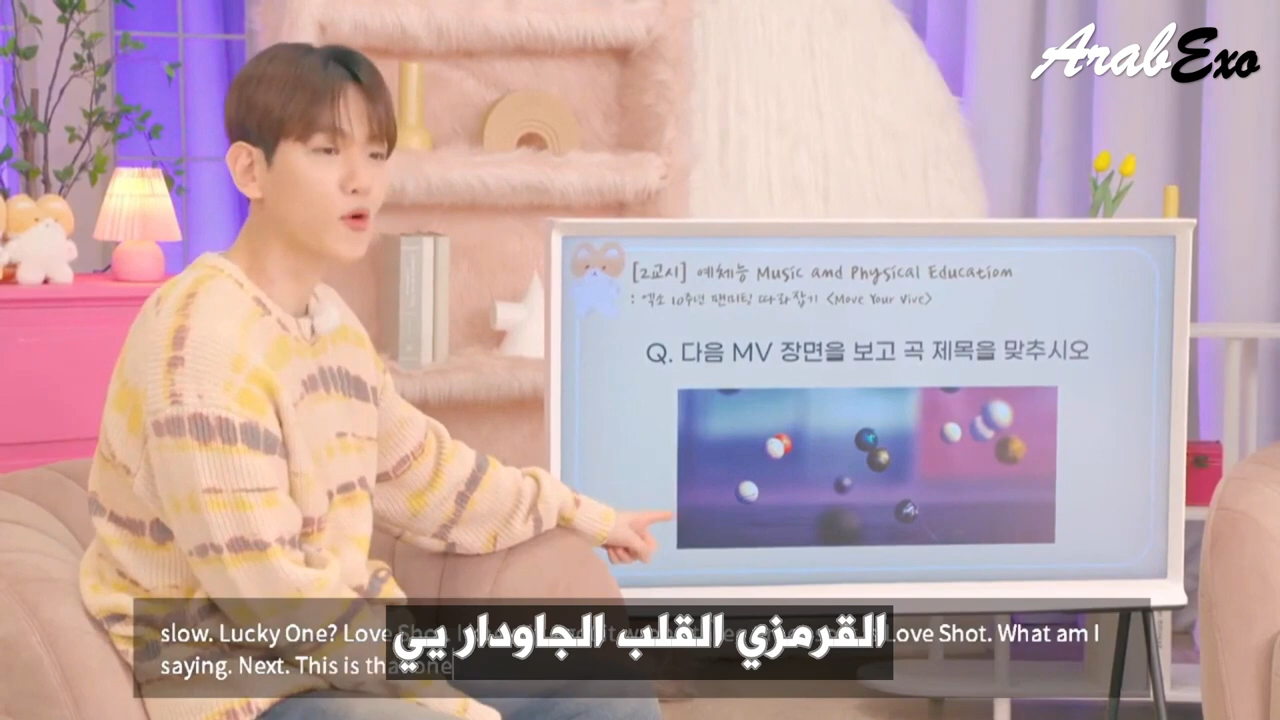 ArabExo
[2교시] 예체능 Music and Physical Education
: 엑소 10주년 팬미팅 따라잡기 <Move Your Vive>
Q. 다음 MV 장면을 보고 곡 제목을 맞추시오
القرمزي القلب الجاودار يي
slow. Lucky One? Love Love Shot. What am I
saying. Next. This is that one